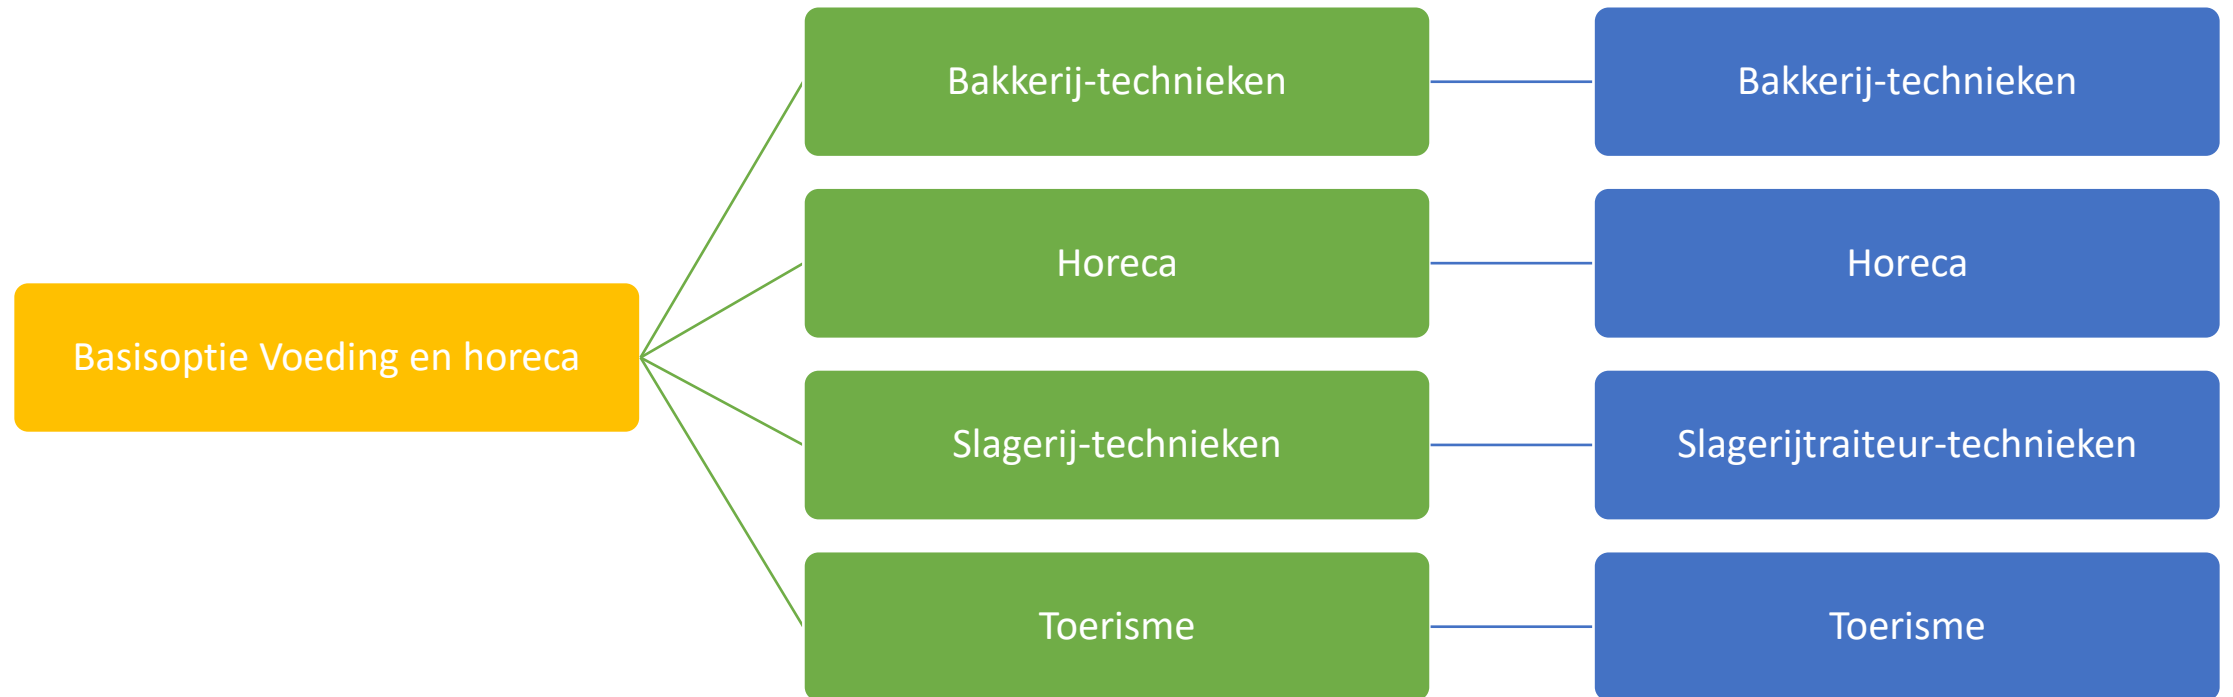 Basisoptie Voeding en horeca
Bakkerij-technieken
Bakkerij-technieken
Horeca
Horeca
Slagerij-technieken
Slagerijtraiteur-technieken
Toerisme
Toerisme